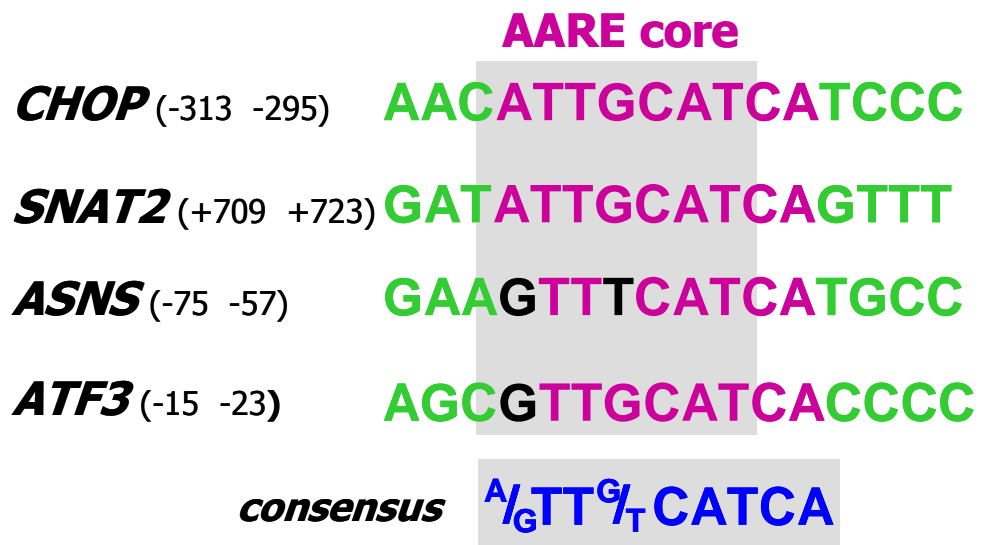 AARE core
CHOP (-313 -295) AACATTGCATCATCCC
SNAT2 (+709 +723) GATATTGCATCAGTTT
ASNS (-75 -57) GAAGTTTCATCATGCC
ATF3 (-15 -23) AGCGTTGCATCACCCC
consensus A/GTTG/TCATCA